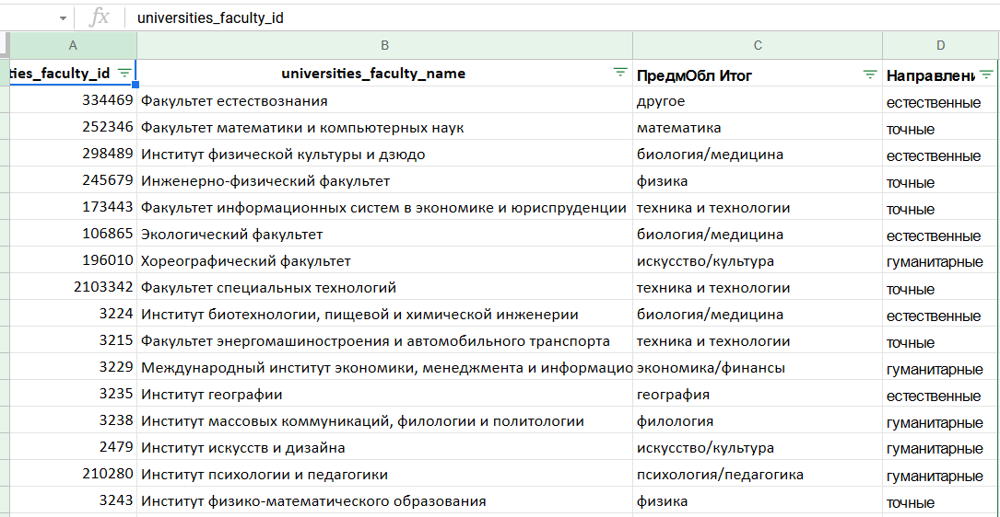 fx universities_faculty_id
A B C D
ties_faculty_id universities_faculty_name ПредмОбл Итог Направлени
334469 Факультет естествознания другое естественные
252346 Факультет математики и компьютерных наук математика точные
298489 Институт физической культуры и дзюдо биология/медицина естественные
245679 Инженерно-физический факультет физика точные
173443 Факультет информационных систем в экономике и юриспруденции техника и технологии точные
106865 Экологический факультет биология/медицина естественные
196010 Хореографический факультет искусство/культура гуманитарные
2103342 Факультет специальных технологий техника и технологии точные
3224 Институт биотехнологии, пищевой и химической инженерии биология/медицина естественные
3215 Факультет энергомашиностроения и автомобильного транспорта техника и технологии точные
3229 Международный институт экономики, менеджмента и информацио экономика/финансы гуманитарные
3235 Институт географии география естественные
3238 Институт массовых коммуникаций, филологии и политологии филология гуманитарные
2479 Институт искусств и дизайна искусство/культура гуманитарные
210280 Институт психологии и педагогики психология/педагогика гуманитарные
3243 Институт физико-математического образования физика точные